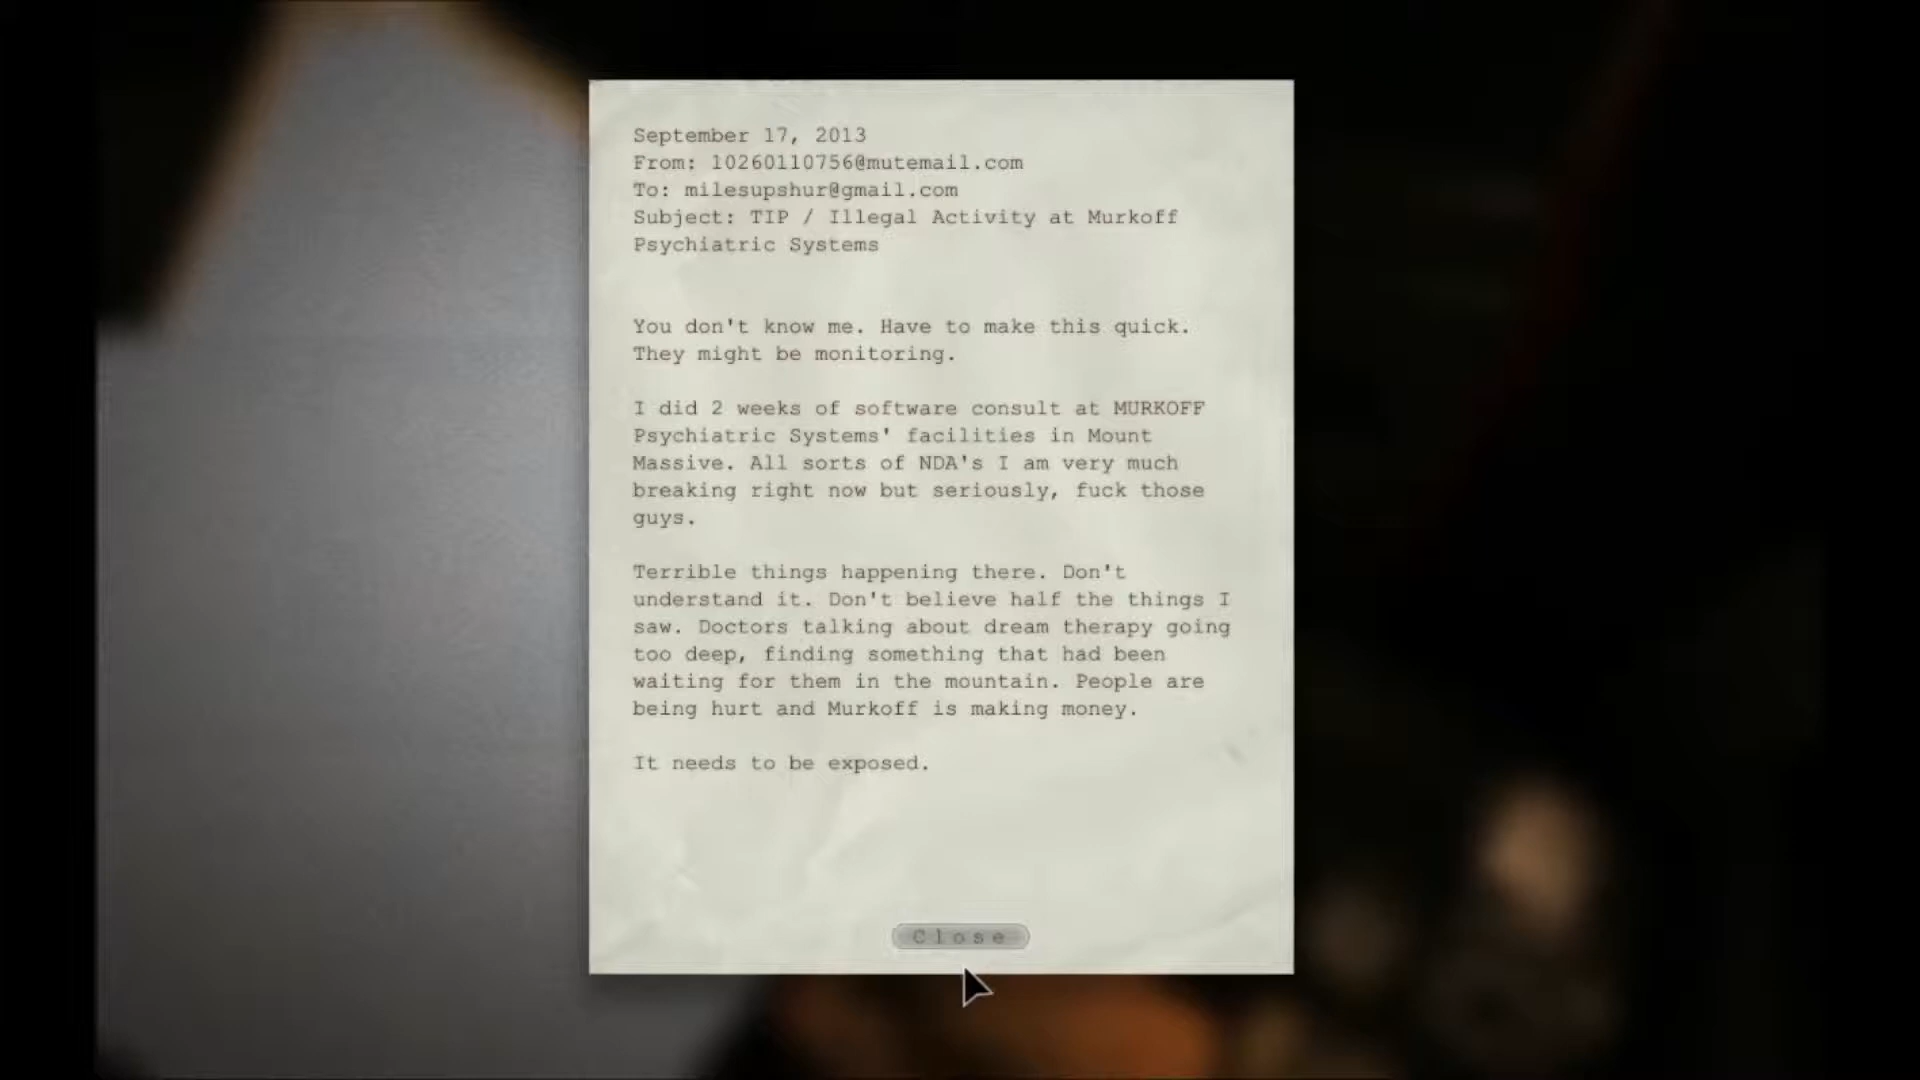 September 17, 2013
From: 10260110756@mutemail.com
To: milesupshur@gmail.com
Subject: TIP / Illegal Activity at Murkoff
Psychiatric Systems
You don't know me. Have to make this quick.
They might be monitoring.
I did 2 weeks of software consult at MURKOFF
Psychiatric Systems' facilities in Mount
Massive. All sorts of NDA's I am very much
breaking right now but seriously, fuck those
guys.
Terrible things happening there. Don't
understand it. Don't believe half the things I
saw. Doctors talking about dream therapy going
too deep, finding something that had been
waiting for them in the mountain. People are
being hurt and Murkoff is making money.
It needs to be exposed.
Close